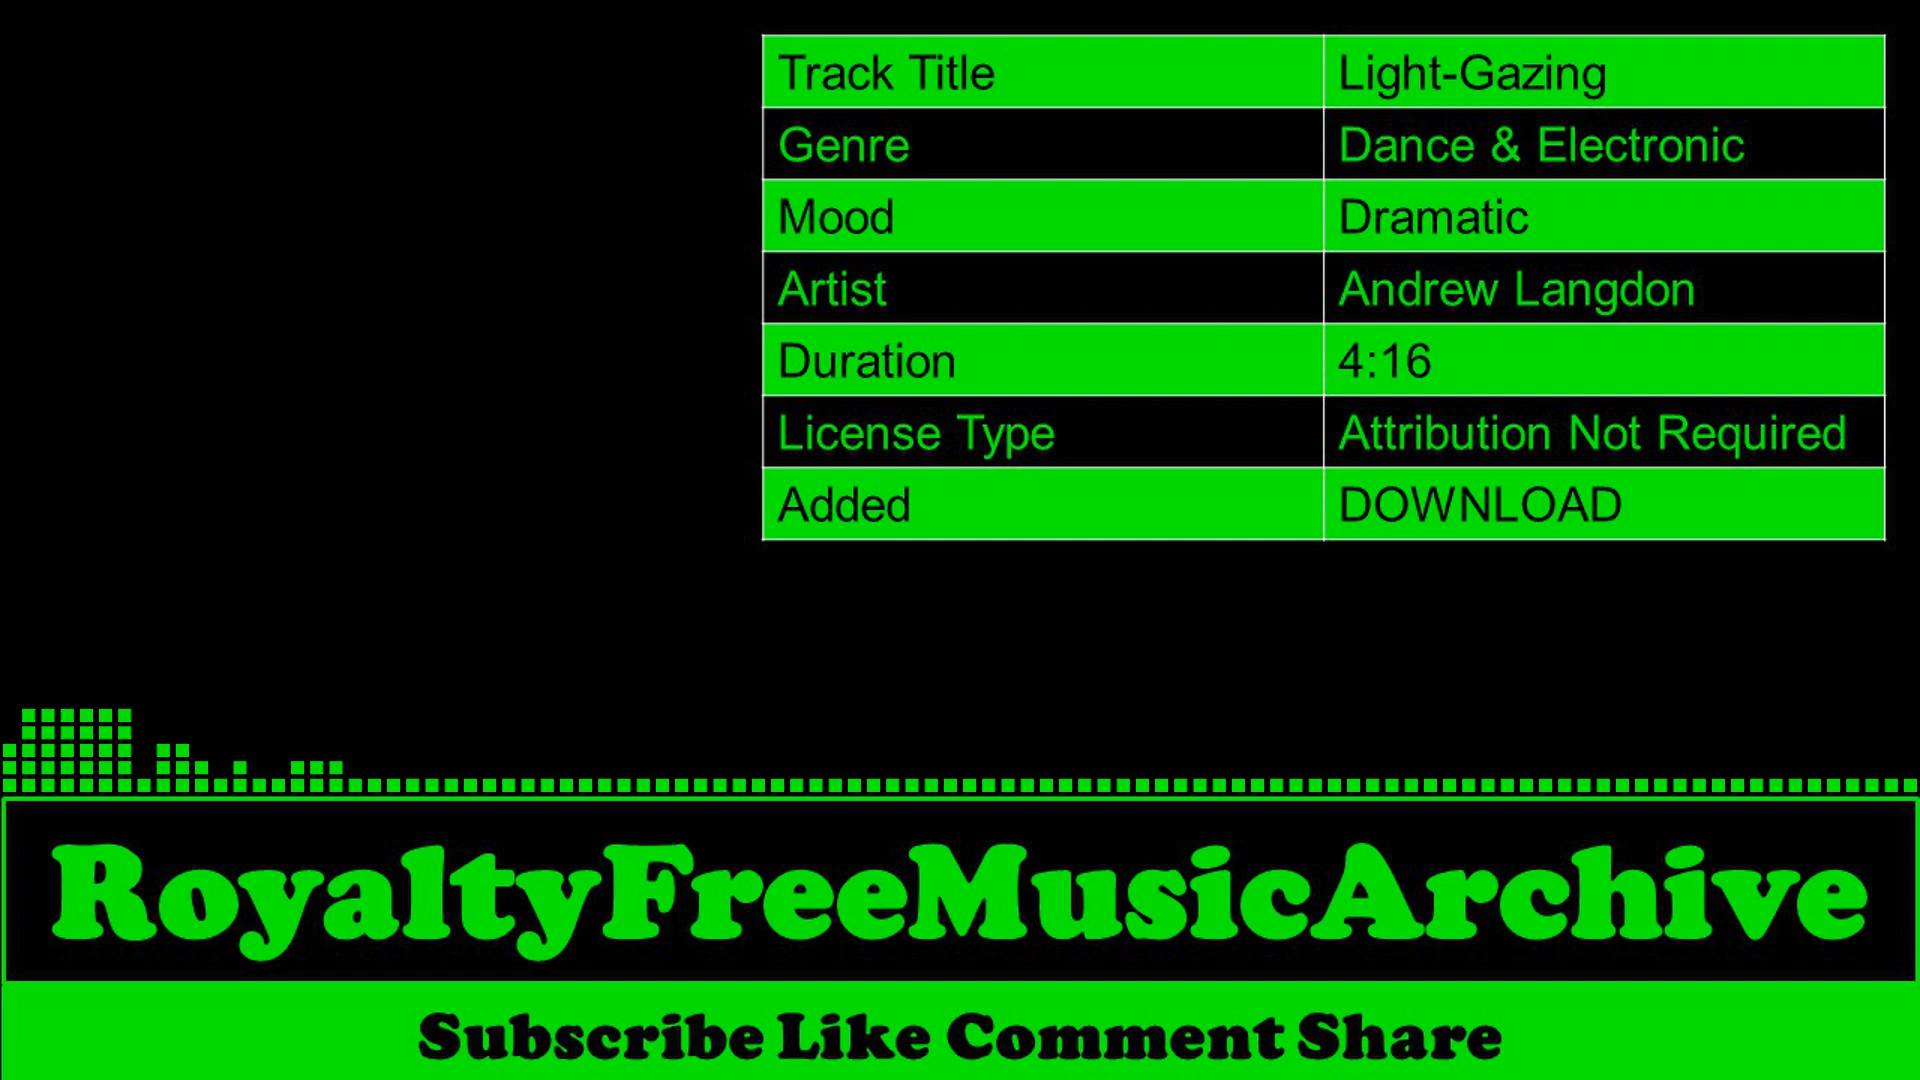 Track Title Light-Gazing
Genre Dance & Electronic
Mood Dramatic
Artist Andrew Langdon
Duration 4:16
License Type Attribution Not Required
Added DOWNLOAD
RoyaltyFreeMusicArchive
Subscribe Like Comment Share